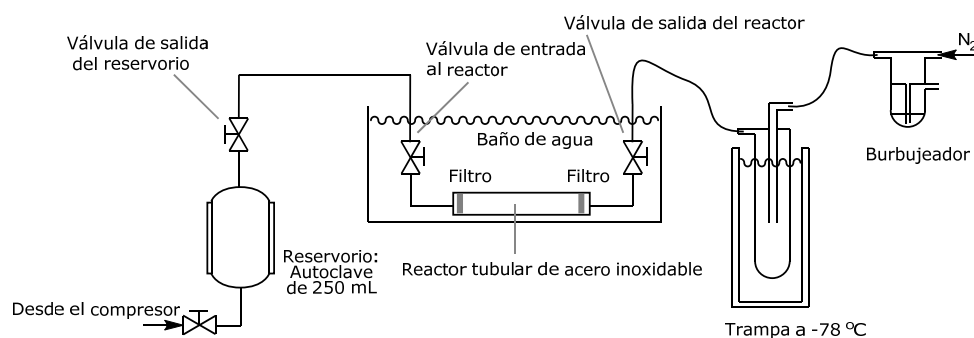 Válvula de salida
del reservorio
Válvula de entrada
al reactor
Válvula de salida del reactor
N2
Baño de agua
Burbujeador
Filtro
Filtro
Reservorio:
Autoclave
de 250 mL
Reactor tubular de acero inoxidable
Desde el compresor
Trampa a -78 °C